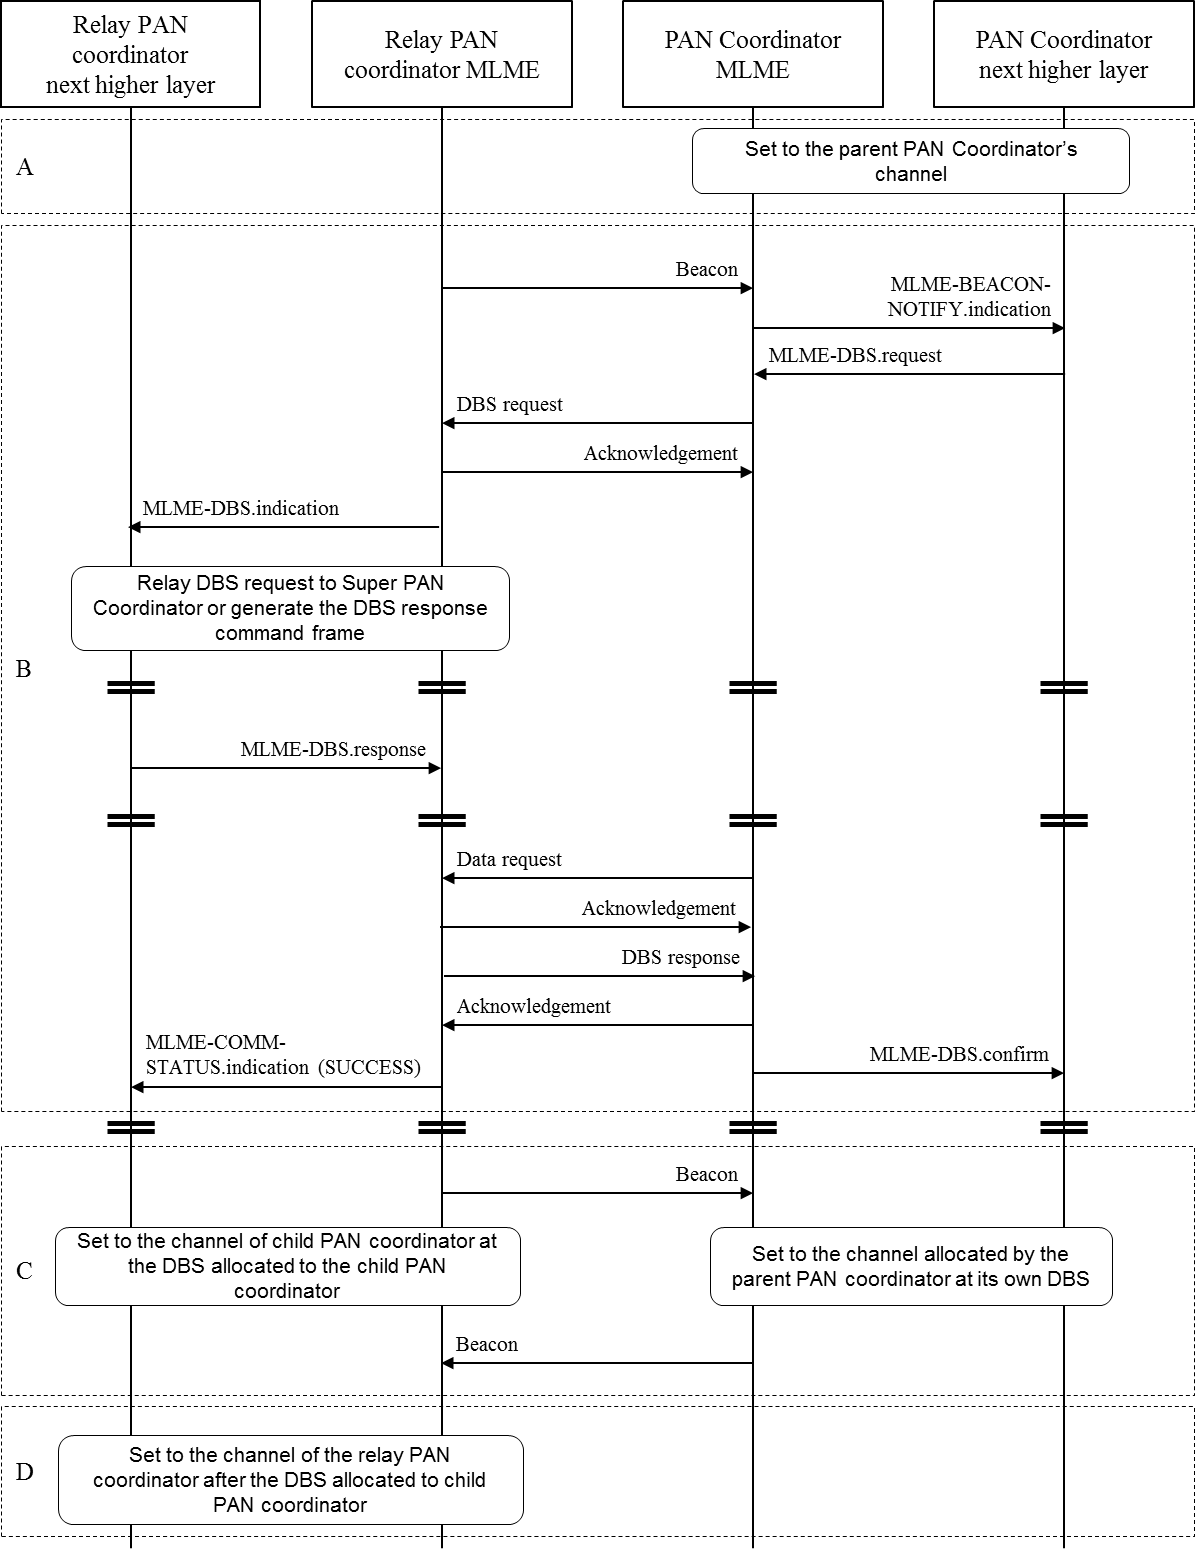 Relay PAN
coordinator
next higher layer
Relay PAN
coordinator MLME
PAN Coordinator
MLME
PAN Coordinator
next higher layer
A
Set to the parent PAN Coordinator’s
channel
B
Beacon
MLME-BEACON-
NOTIFY.indication
MLME-DBS.request
DBS request
Acknowledgement
MLME-DBS.indication
Relay DBS request to Super PAN
Coordinator or generate the DBS response
command frame
MLME-DBS.response
Data request
Acknowledgement
DBS response
Acknowledgement
MLME-COMM-
STATUS.indication (SUCCESS)
MLME-DBS.confirm
C
Beacon
Set to the channel of child PAN coordinator at
the DBS allocated to the child PAN
coordinator
Set to the channel allocated by the
parent PAN coordinator at its own DBS
Beacon
D
Set to the channel of the relay PAN
coordinator after the DBS allocated to child
PAN coordinator